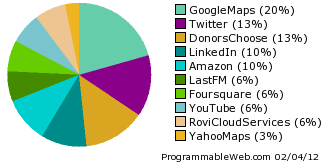 GoogleMaps (20%)
Twitter (13%)
DonorsChoose (13%)
LinkedIn (10%)
Amazon (10%)
LastFM (6%)
Foursquare (6%)
YouTube (6%)
RoviCloudServices (6%)
YahooMaps (3%)
ProgrammableWeb.com 02/04/12